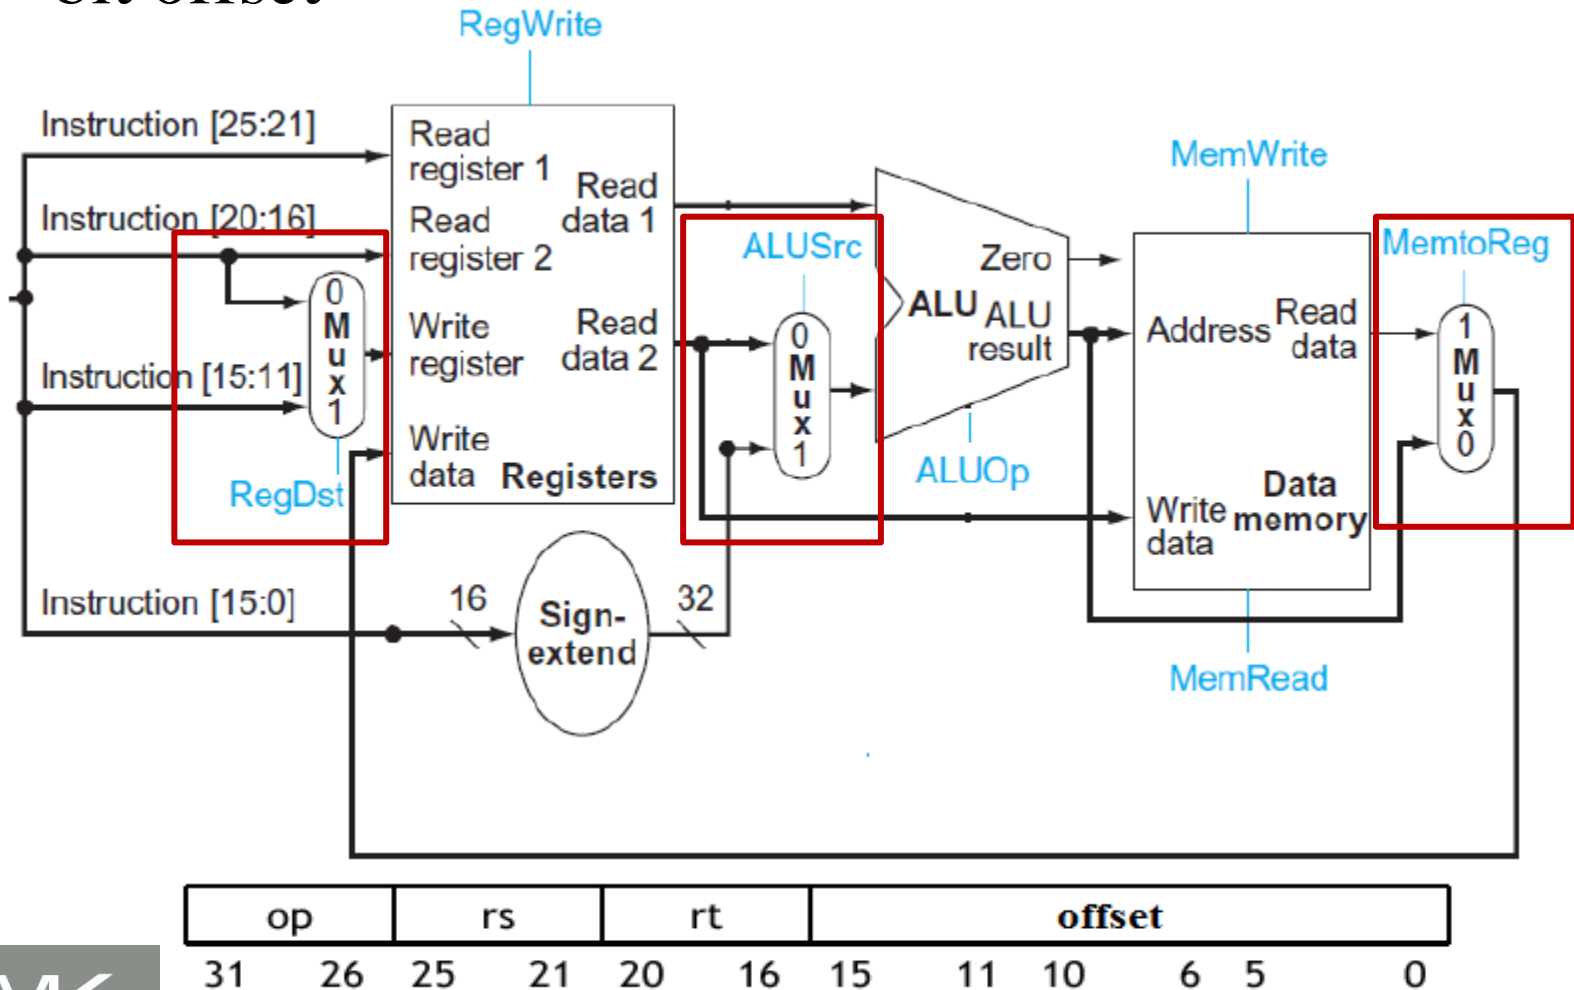 bit offset
RegWrite
Instruction [25:21]
Read
register 1
Read
data 1
Instruction [20:16]
Read
register 2
0
M
u
x
1
Write
register
Read
data 2
Instruction [15:11]
RegDst
Write
data
Registers
ALUSrc
0
M
u
x
1
Zero
ALU
ALU
result
ALUOp
MemWrite
Address
Read
data
Write
data
Data
memory
MemRead
MemtoReg
1
M
u
x
0
Instruction [15:0]
16
Sign-
extend
32
op rs rt offset
31 26 25 21 20 16 15 11 10 6 5 0